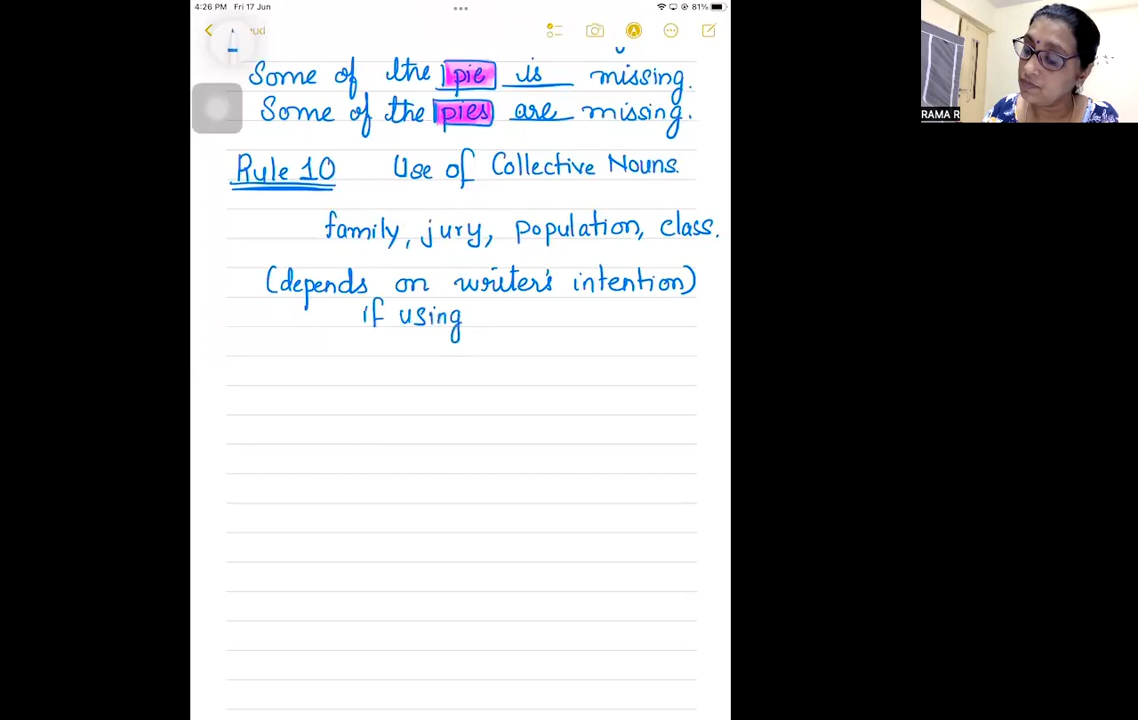 4:26 PM Fri 17 Jun
81%
ud
Some of the pie is missing.
Some of the pies are missing.
Rule 10 Use of Collective Nouns.
family, jury, population, class.
(depends on writer's intention)
if using
RAMA R